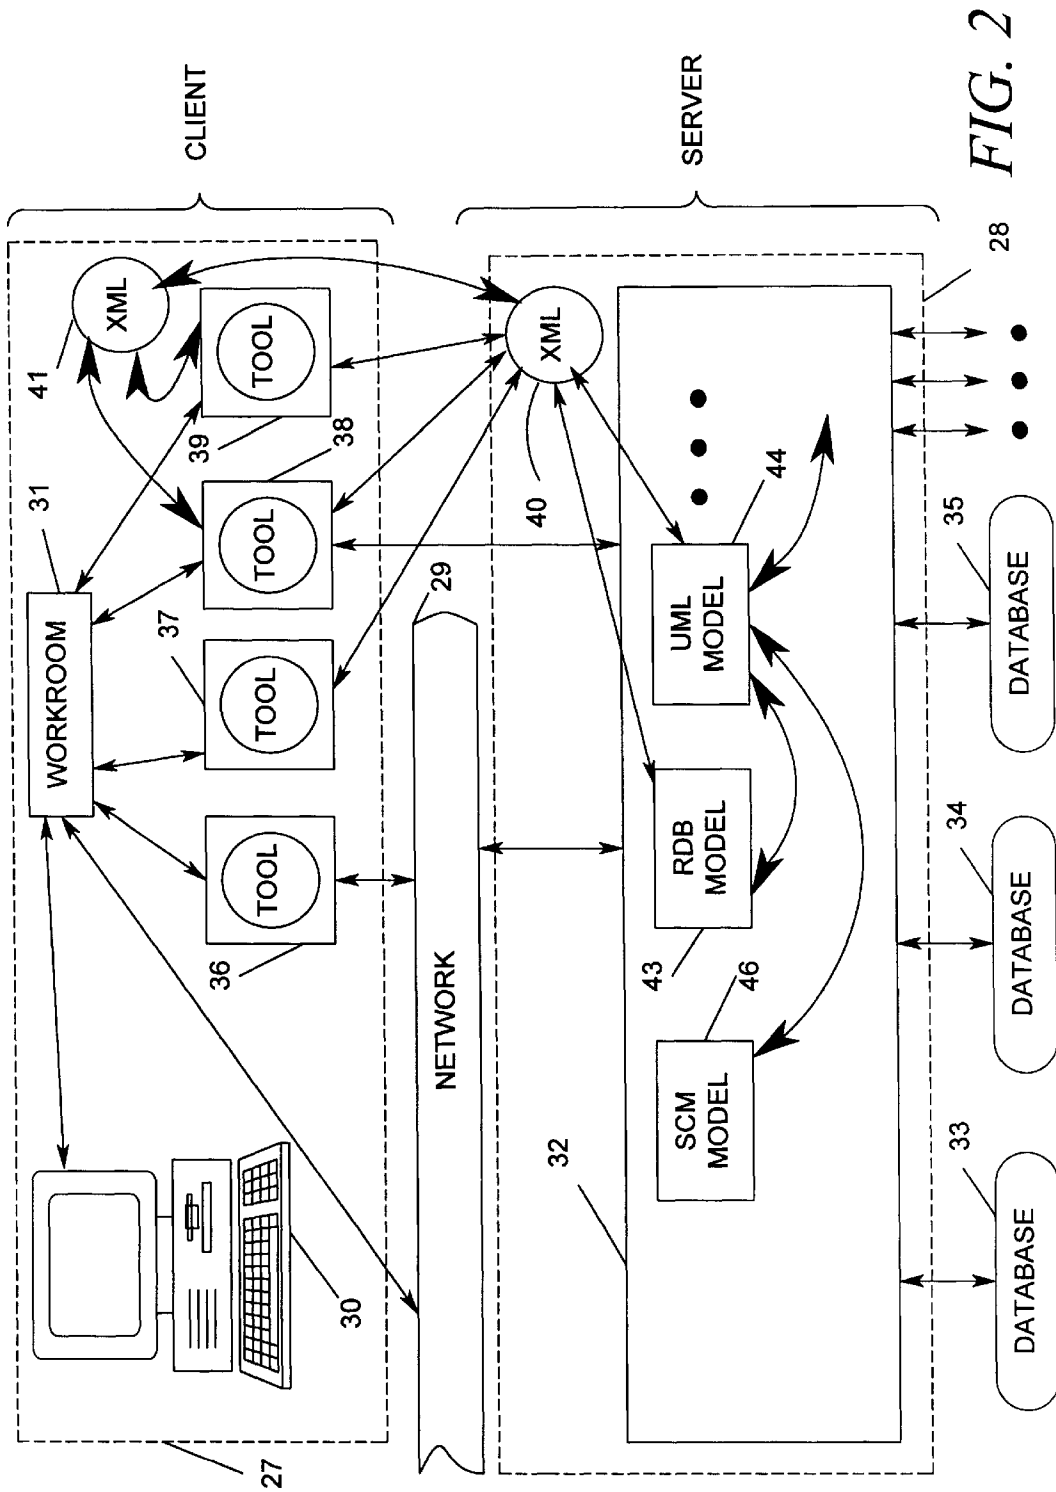 CLIENT
27
30
31
WORKROOM
41
XML
36
TOOL
37
TOOL
38
TOOL
39
TOOL
NETWORK
29
SERVER
40
XML
32
SCM
MODEL
46
RDB
MODEL
43
UML
MODEL
44
28
33
DATABASE
34
DATABASE
35
DATABASE
FIG. 2